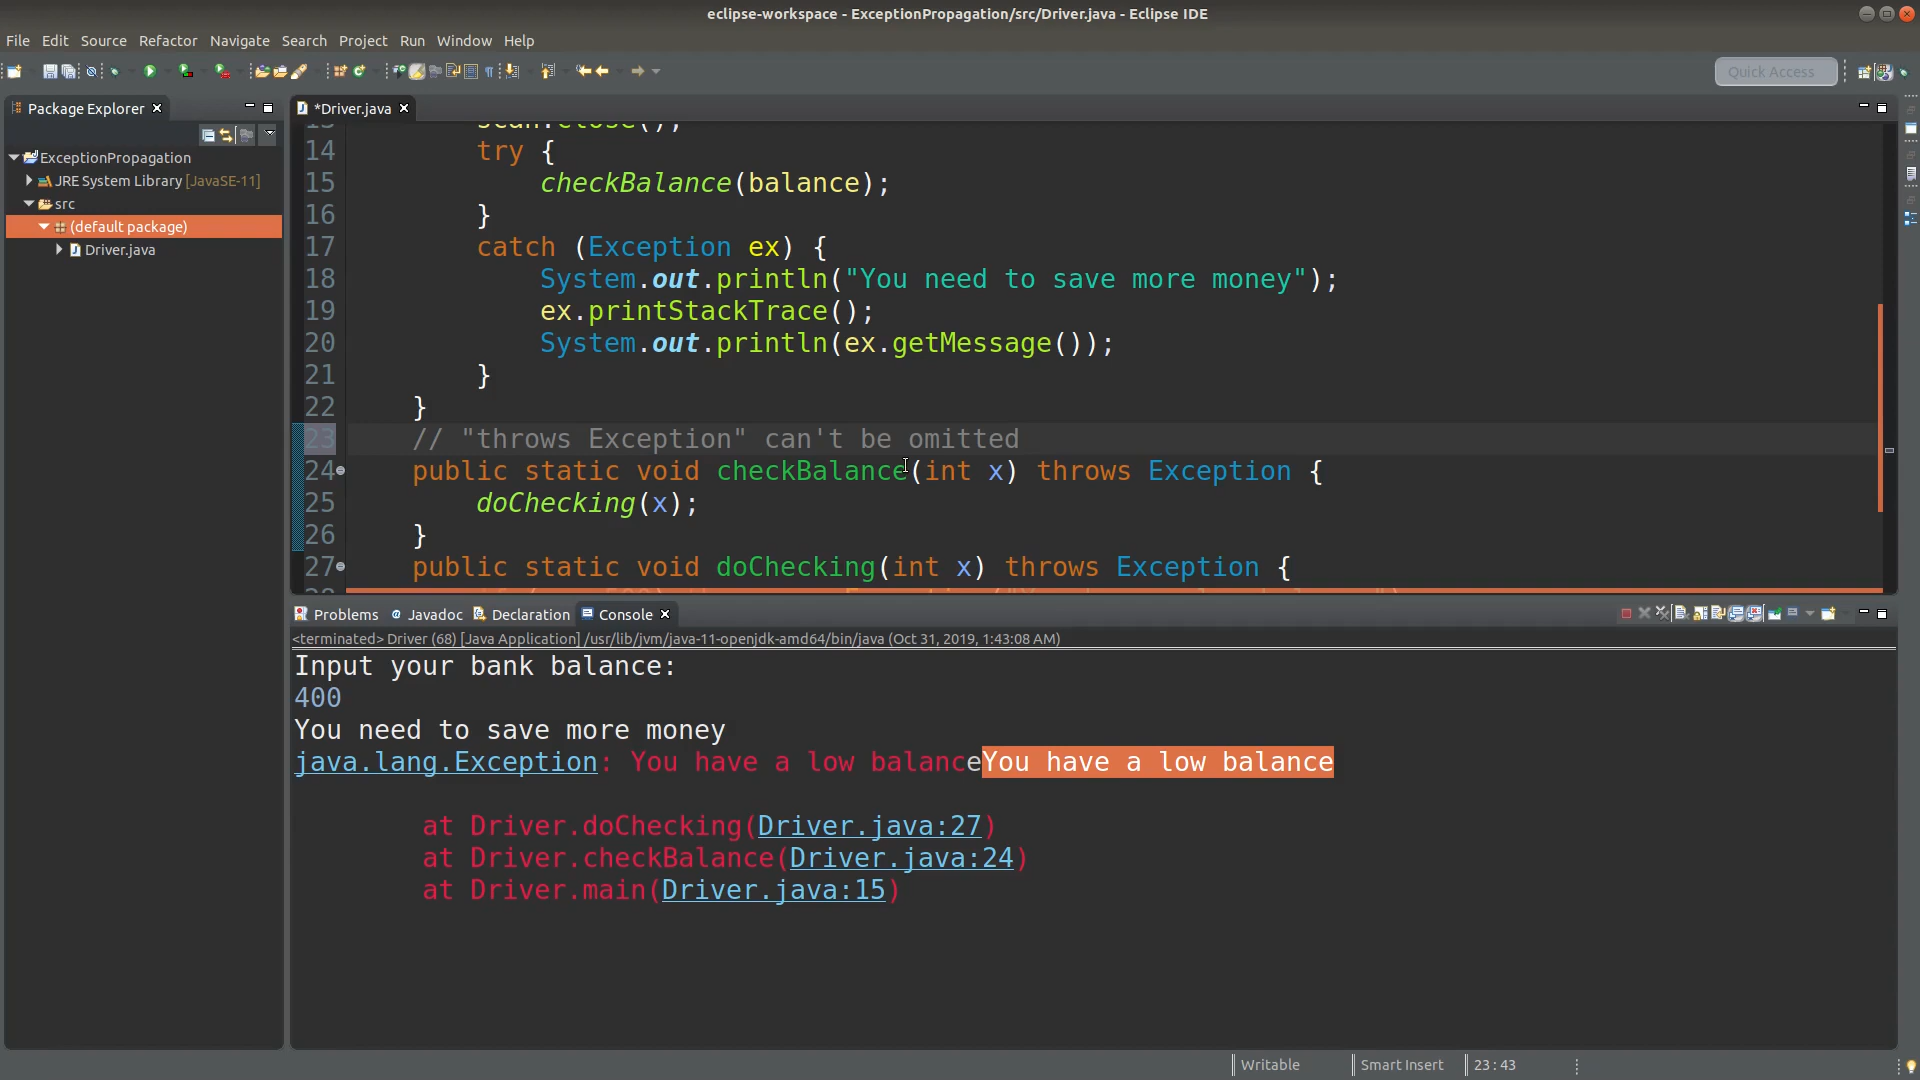 eclipse-workspace - ExceptionPropagation/src/Driver.java - Eclipse IDE
File Edit Source Refactor Navigate Search Project Run Window Help
Quick Access
Package Explorer
*Driver.java
ExceptionPropagation
JRE System Library [JavaSE-11]
src
(default package)
Driver.java
13 scan.close();
14 try {
15 checkBalance(balance);
16 }
17 catch (Exception ex) {
18 System.out.println("You need to save more money");
19 ex.printStackTrace();
20 System.out.println(ex.getMessage());
21 }
22 }
23 // "throws Exception" can't be omitted
24 public static void checkBalance(int x) throws Exception {
25 doChecking(x);
26 }
27 public static void doChecking(int x) throws Exception {
Problems Javadoc Declaration Console
<terminated> Driver (68) [Java Application] /usr/lib/jvm/java-11-openjdk-amd64/bin/java (Oct 31, 2019, 1:43:08 AM)
Input your bank balance:
400
You need to save more money
java.lang.Exception: You have a low balanceYou have a low balance
at Driver.doChecking(Driver.java:27)
at Driver.checkBalance(Driver.java:24)
at Driver.main(Driver.java:15)
Writable Smart Insert 23:43